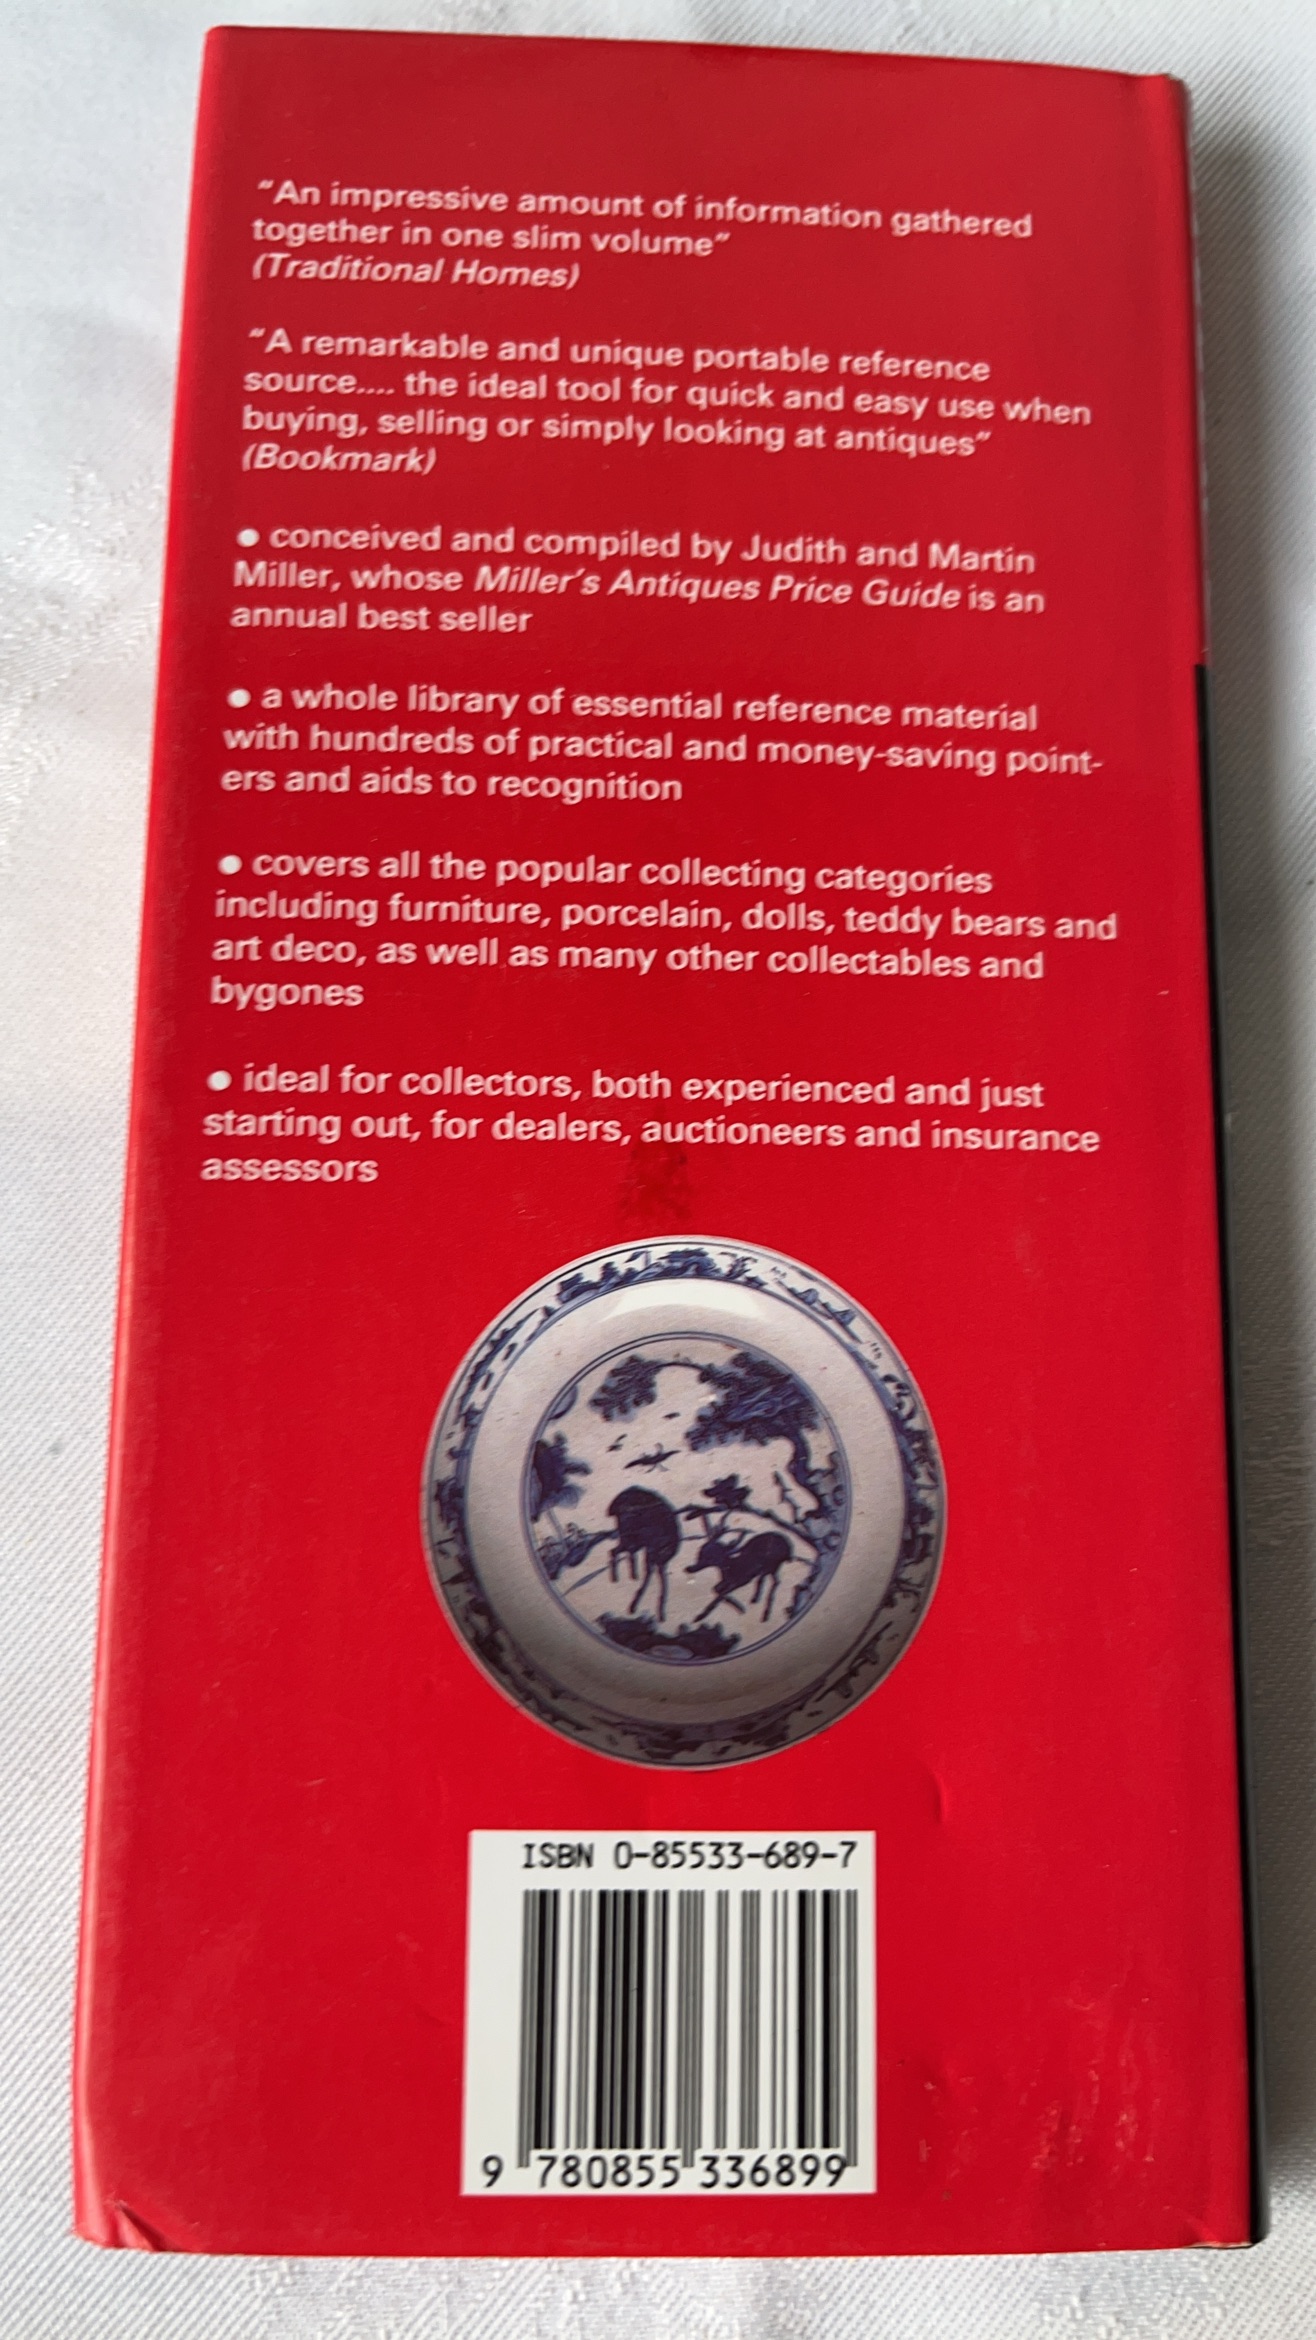 “An impressive amount of information gathered
together in one slim volume”
(Traditional Homes)
“A remarkable and unique portable reference
source.... the ideal tool for quick and easy use when
buying, selling or simply looking at antiques”
(Bookmark)
● conceived and compiled by Judith and Martin
Miller, whose Miller's Antiques Price Guide is an
annual best seller
● a whole library of essential reference material
with hundreds of practical and money-saving point-
ers and aids to recognition
● covers all the popular collecting categories
including furniture, porcelain, dolls, teddy bears and
art deco, as well as many other collectables and
bygones
● ideal for collectors, both experienced and just
starting out, for dealers, auctioneers and insurance
assessors
ISBN 0-85533-689-7
9 780855 336899